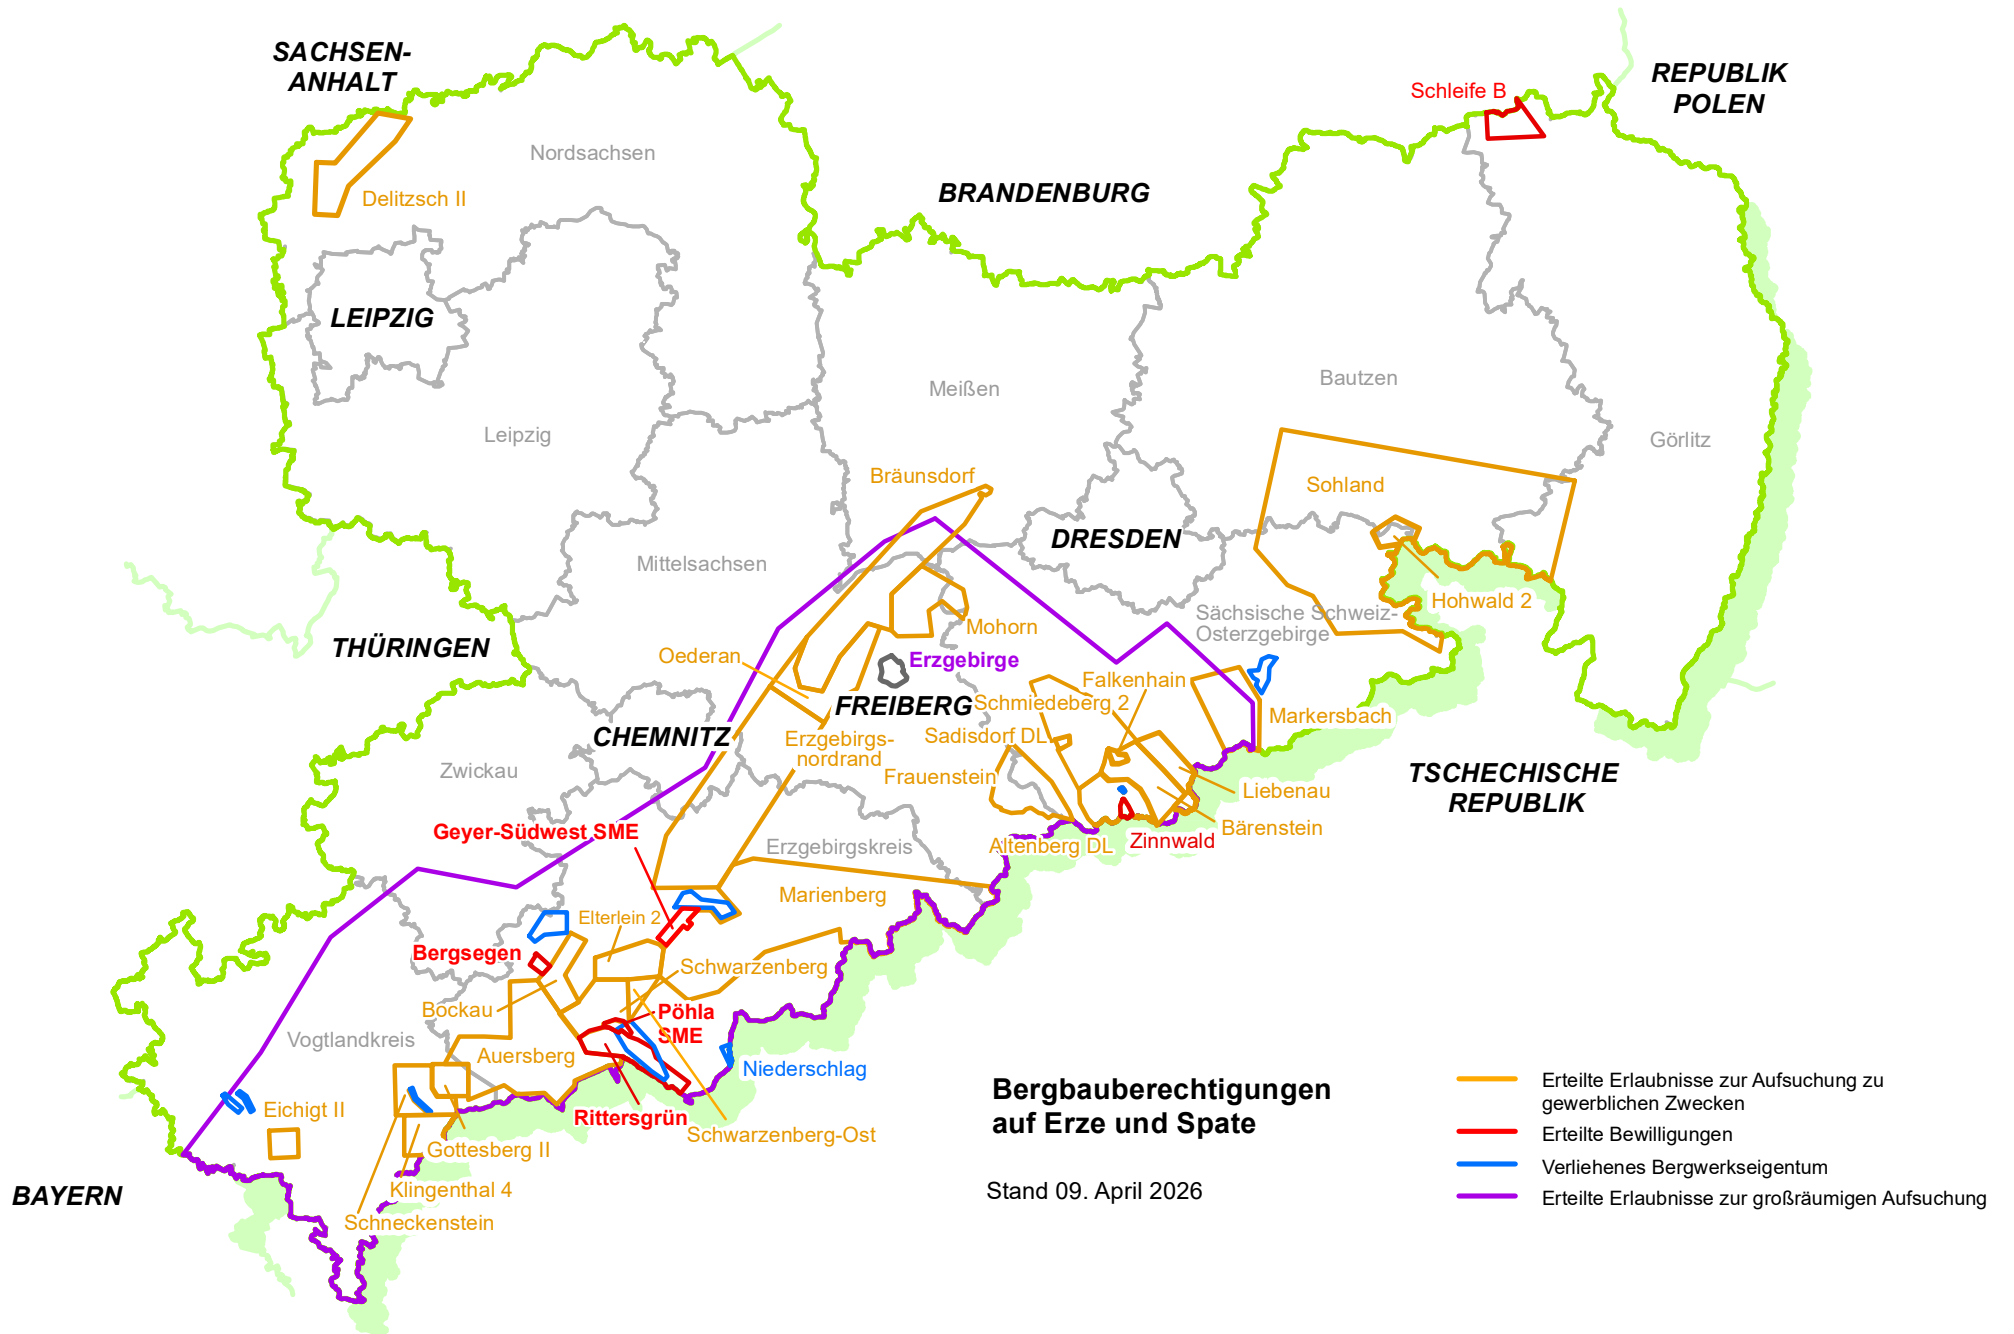 SACHSEN-
ANHALT
REPUBLIK
POLEN
Schleife B
Nordsachsen
BRANDENBURG
Delitzsch II
LEIPZIG
Meißen
Bautzen
Leipzig
Görlitz
Bräunsdorf
Sohland
DRESDEN
Mittelsachsen
Hohwald 2
Sächsische Schweiz-
Osterzgebirge
Mohorn
THÜRINGEN
Oederan
Erzgebirge
Falkenhain
FREIBERG
Schmiedeberg 2
Markersbach
CHEMNITZ
Sadisdorf DL
Erzgebirgs-
nordrand
Zwickau
Frauenstein
TSCHECHISCHE
REPUBLIK
Liebenau
Geyer-Südwest SME
Bärenstein
Erzgebirgskreis
Altenberg DL
Zinnwald
Marienberg
Elterlein 2
Bergsegen
Schwarzenberg
Bockau
Pöhla
SME
Vogtlandkreis
Auersberg
Niederschlag
Eichigt II
Rittersgrün
Schwarzenberg-Ost
Gottesberg II
Klingenthal 4
BAYERN
Schneckenstein
Bergbauberechtigungen
auf Erze und Spate
Stand 09. April 2026
Erteilte Erlaubnisse zur Aufsuchung zu
gewerblichen Zwecken
Erteilte Bewilligungen
Verliehenes Bergwerkseigentum
Erteilte Erlaubnisse zur großräumigen Aufsuchung